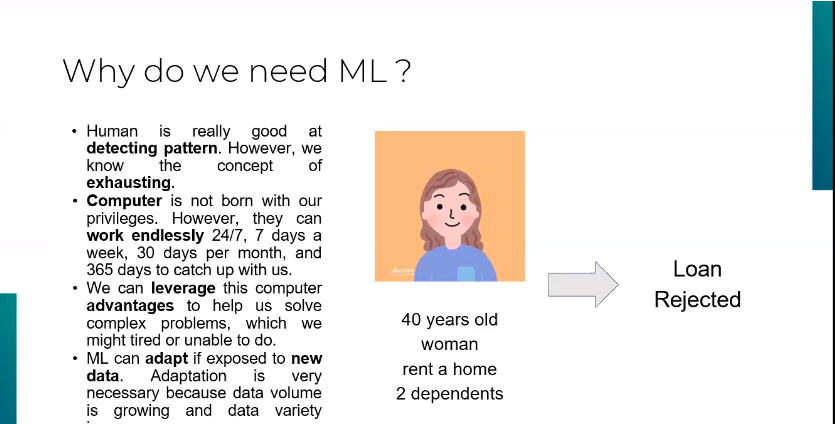 Why do we need ML ?
• Human is really good at
detecting pattern. However, we
know the concept of
exhausting.
• Computer is not born with our
privileges. However, they can
work endlessly 24/7, 7 days a
week, 30 days per month, and
365 days to catch up with us.
• We can leverage this computer
advantages to help us solve
complex problems, which we
might tired or unable to do.
• ML can adapt if exposed to new
data. Adaptation is very
necessary because data volume
is growing and data variety
40 years old
woman
rent a home
2 dependents
Loan
Rejected